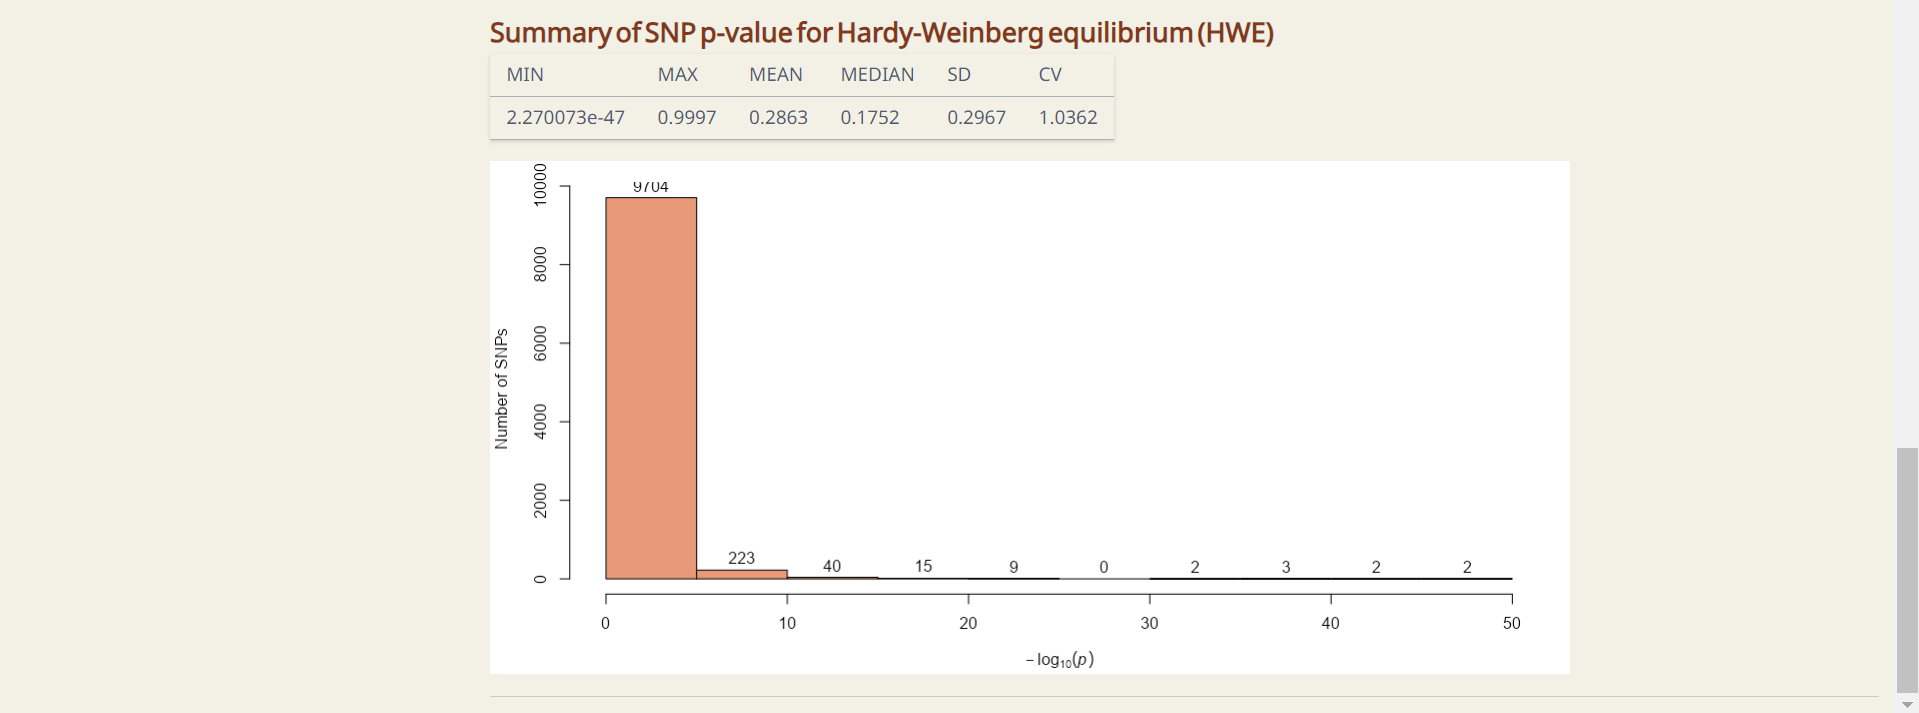 Summary of SNP p-value for Hardy-Weinberg equilibrium (HWE)
MIN MAX MEAN MEDIAN SD CV
2.270073e-47 0.9997 0.2863 0.1752 0.2967 1.0362
Number of SNPs
10000
8000
6000
4000
2000
0
9704 223 40 15 9 0 2 3 2 2
0 10 20 30 40 50
− log10(p)